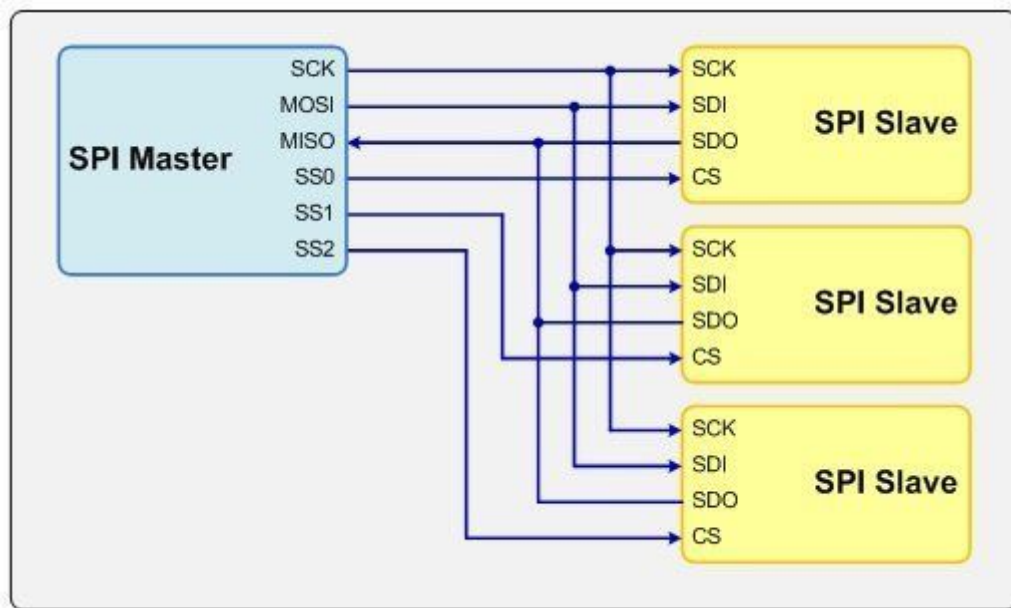 SPI Master
SCK
MOSI
MISO
SS0
SS1
SS2
SCK
SDI
SDO
CS
SPI Slave
SCK
SDI
SDO
CS
SPI Slave
SCK
SDI
SDO
CS
SPI Slave